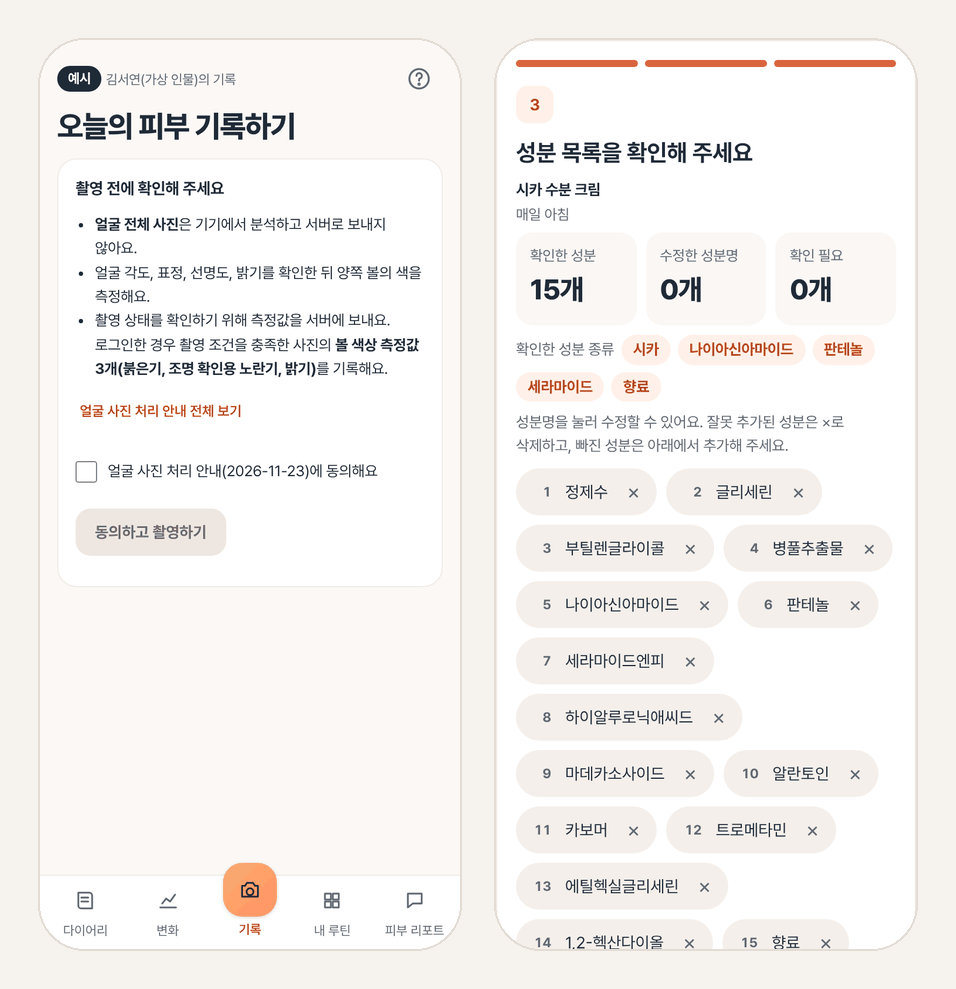 예시 김서연(가상 인물)의 기록
오늘의 피부 기록하기
촬영 전에 확인해 주세요
• 얼굴 전체 사진은 기기에서 분석하고 서버로 보내지
않아요.
• 얼굴 각도, 표정, 선명도, 밝기를 확인한 뒤 양쪽 볼의 색을
측정해요.
• 촬영 상태를 확인하기 위해 측정값을 서버에 보내요.
로그인한 경우 촬영 조건을 충족한 사진의 볼 색상 측정값
3개(붉은기, 조명 확인용 노란기, 밝기)를 기록해요.
얼굴 사진 처리 안내 전체 보기
얼굴 사진 처리 안내(2026-11-23)에 동의해요
동의하고 촬영하기
다이어리 변화 기록 내 루틴 피부 리포트
3
성분 목록을 확인해 주세요
시카 수분 크림
매일 아침
확인한 성분 수정한 성분명 확인 필요
15개 0개 0개
확인한 성분 종류 시카 나이아신아마이드 판테놀
세라마이드 향료
성분명을 눌러 수정할 수 있어요. 잘못 추가된 성분은 ×로
삭제하고, 빠진 성분은 아래에서 추가해 주세요.
1 정제수 × 2 글리세린 ×
3 부틸렌글라이콜 × 4 병풀추출물 ×
5 나이아신아마이드 × 6 판테놀 ×
7 세라마이드엔피 ×
8 하이알루로닉애씨드 ×
9 마데카소사이드 × 10 알란토인 ×
11 카보머 × 12 트로메타민 ×
13 에틸헥실글리세린 ×
14 1,2-헥산다이올 × 15 향료 ×